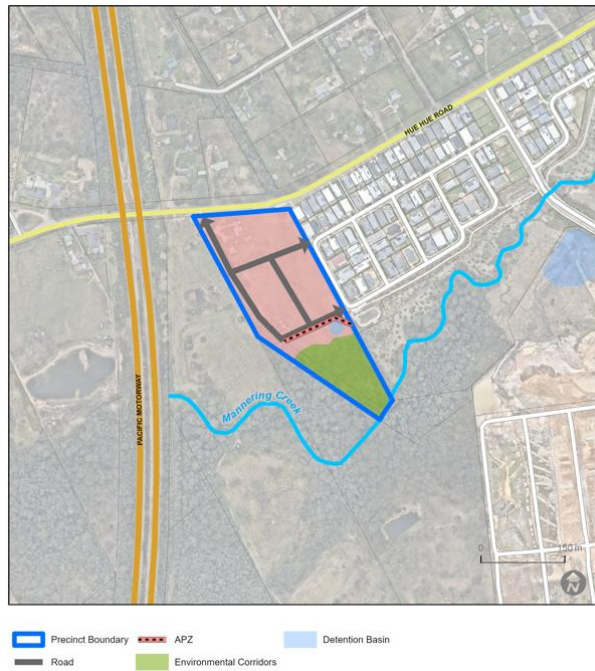 HUE HUE ROAD
PACIFIC MOTORWAY
Mannering Creek
0 150 m
N
Precinct Boundary
APZ
Detention Basin
Road
Environmental Corridors